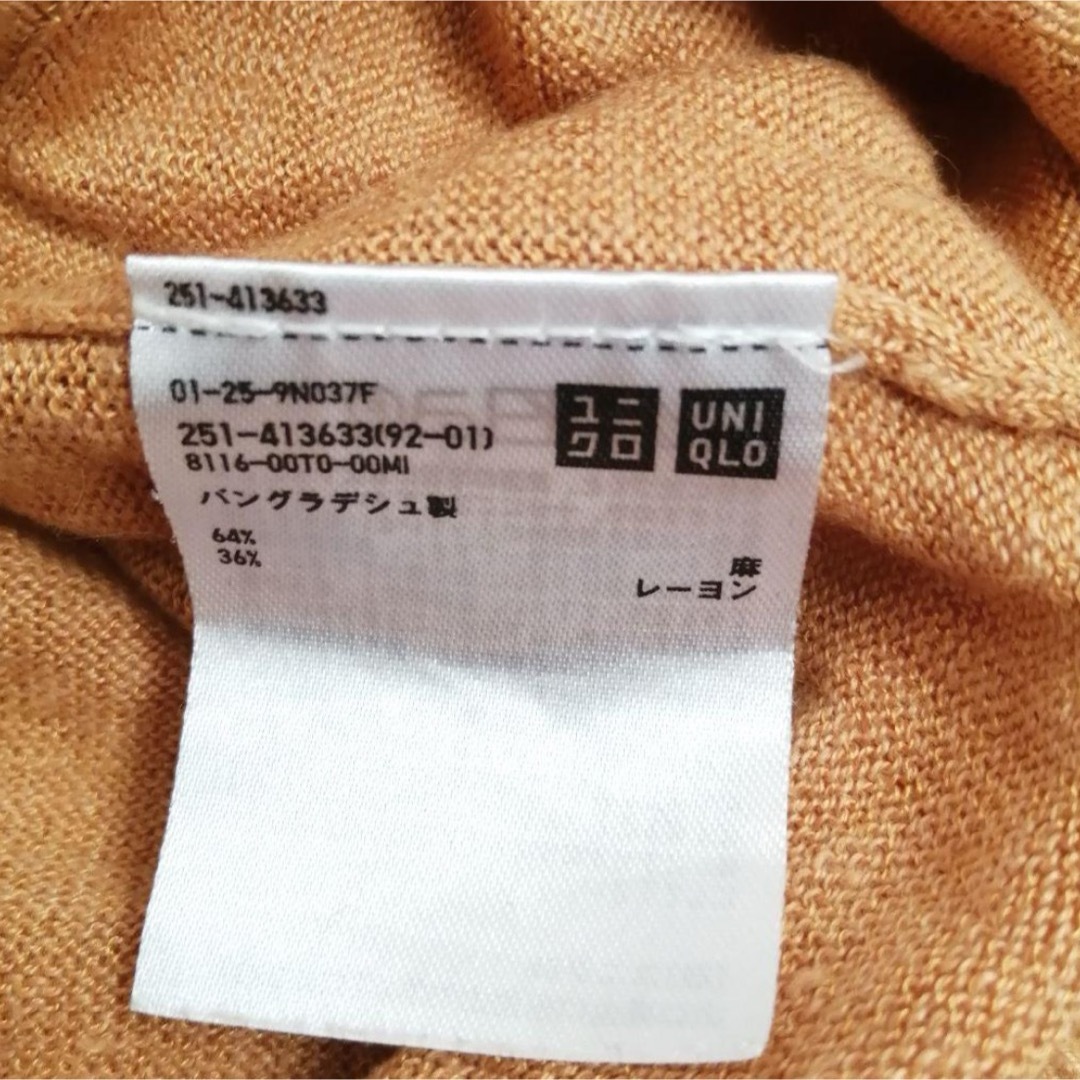 251-413633
01-25-9N037F
251-413633(92-01)
8116-00T0-00MI
バングラデシュ製
ユニ
クロ
UNI
QLO
64% 麻
36% レーヨン